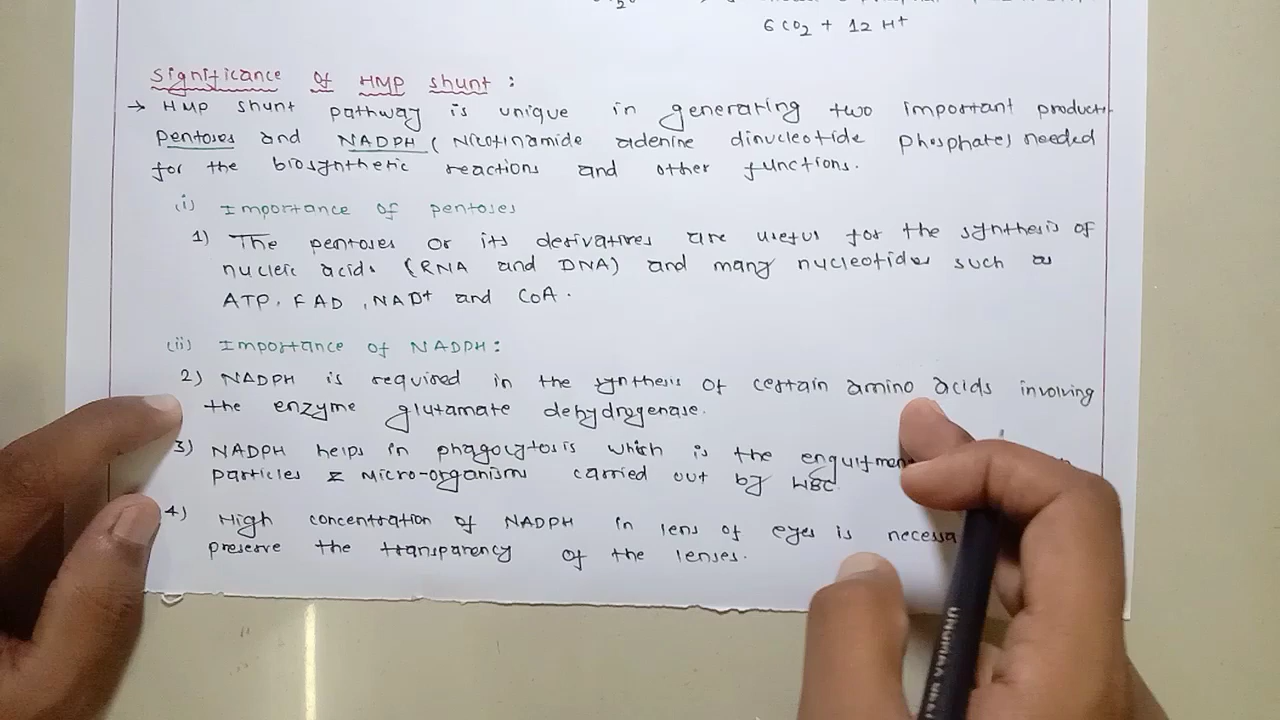 6 CO2 + 12 H+
Significance of HMP shunt :
→ HMP shunt pathway is unique in generating two important product
pentoses and NADPH ( Nicotinamide adenine dinucleotide phosphate) needed
for the biosynthetic reactions and other functions.
(i) Importance of pentoses
1) The pentoses or its derivatives are useful for the synthesis of
nucleic acids (RNA and DNA) and many nucleotides such as
ATP, FAD, NAD+ and CoA.
(ii) Importance of NADPH :
2) NADPH is required in the synthesis of certain amino acids involving
the enzyme glutamate dehydrogenase.
3) NADPH helps in phagocytosis which is the
particles & micro-organisms carried out by WBC.
4) High concentration of NADPH in lens of eyes is necessa
preserve the transparency of the lenses.